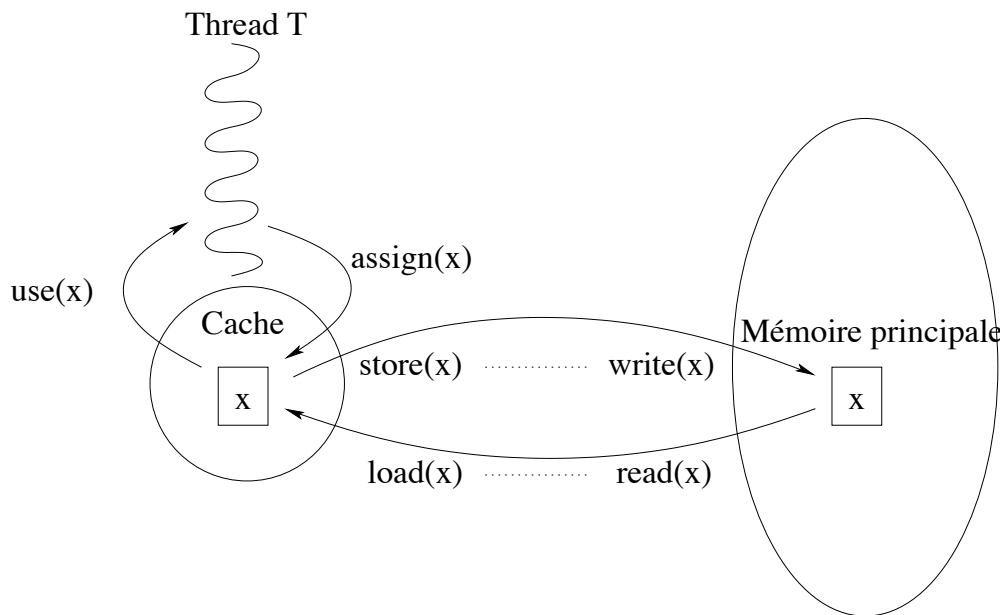 Thread T
assign(x)
use(x)
Cache
Mémoire principale
store(x) write(x)
x x
load(x) read(x)